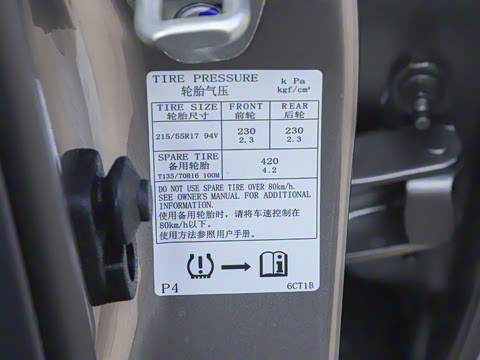 TIRE PRESSURE k Pa
轮胎气压 kgf/cm²
TIRE SIZE FRONT REAR
轮胎尺寸 前轮 后轮
215/55R17 94V 230 230
2.3 2.3
SPARE TIRE
备用轮胎 420
T135/70R16 100M 4.2
DO NOT USE SPARE TIRE OVER 80km/h.
SEE OWNER'S MANUAL FOR ADDITIONAL
INFORMATION.
使用备用轮胎时，请将车速控制在
80km/h以下。
使用方法参照用户手册。
P4 6CT1B